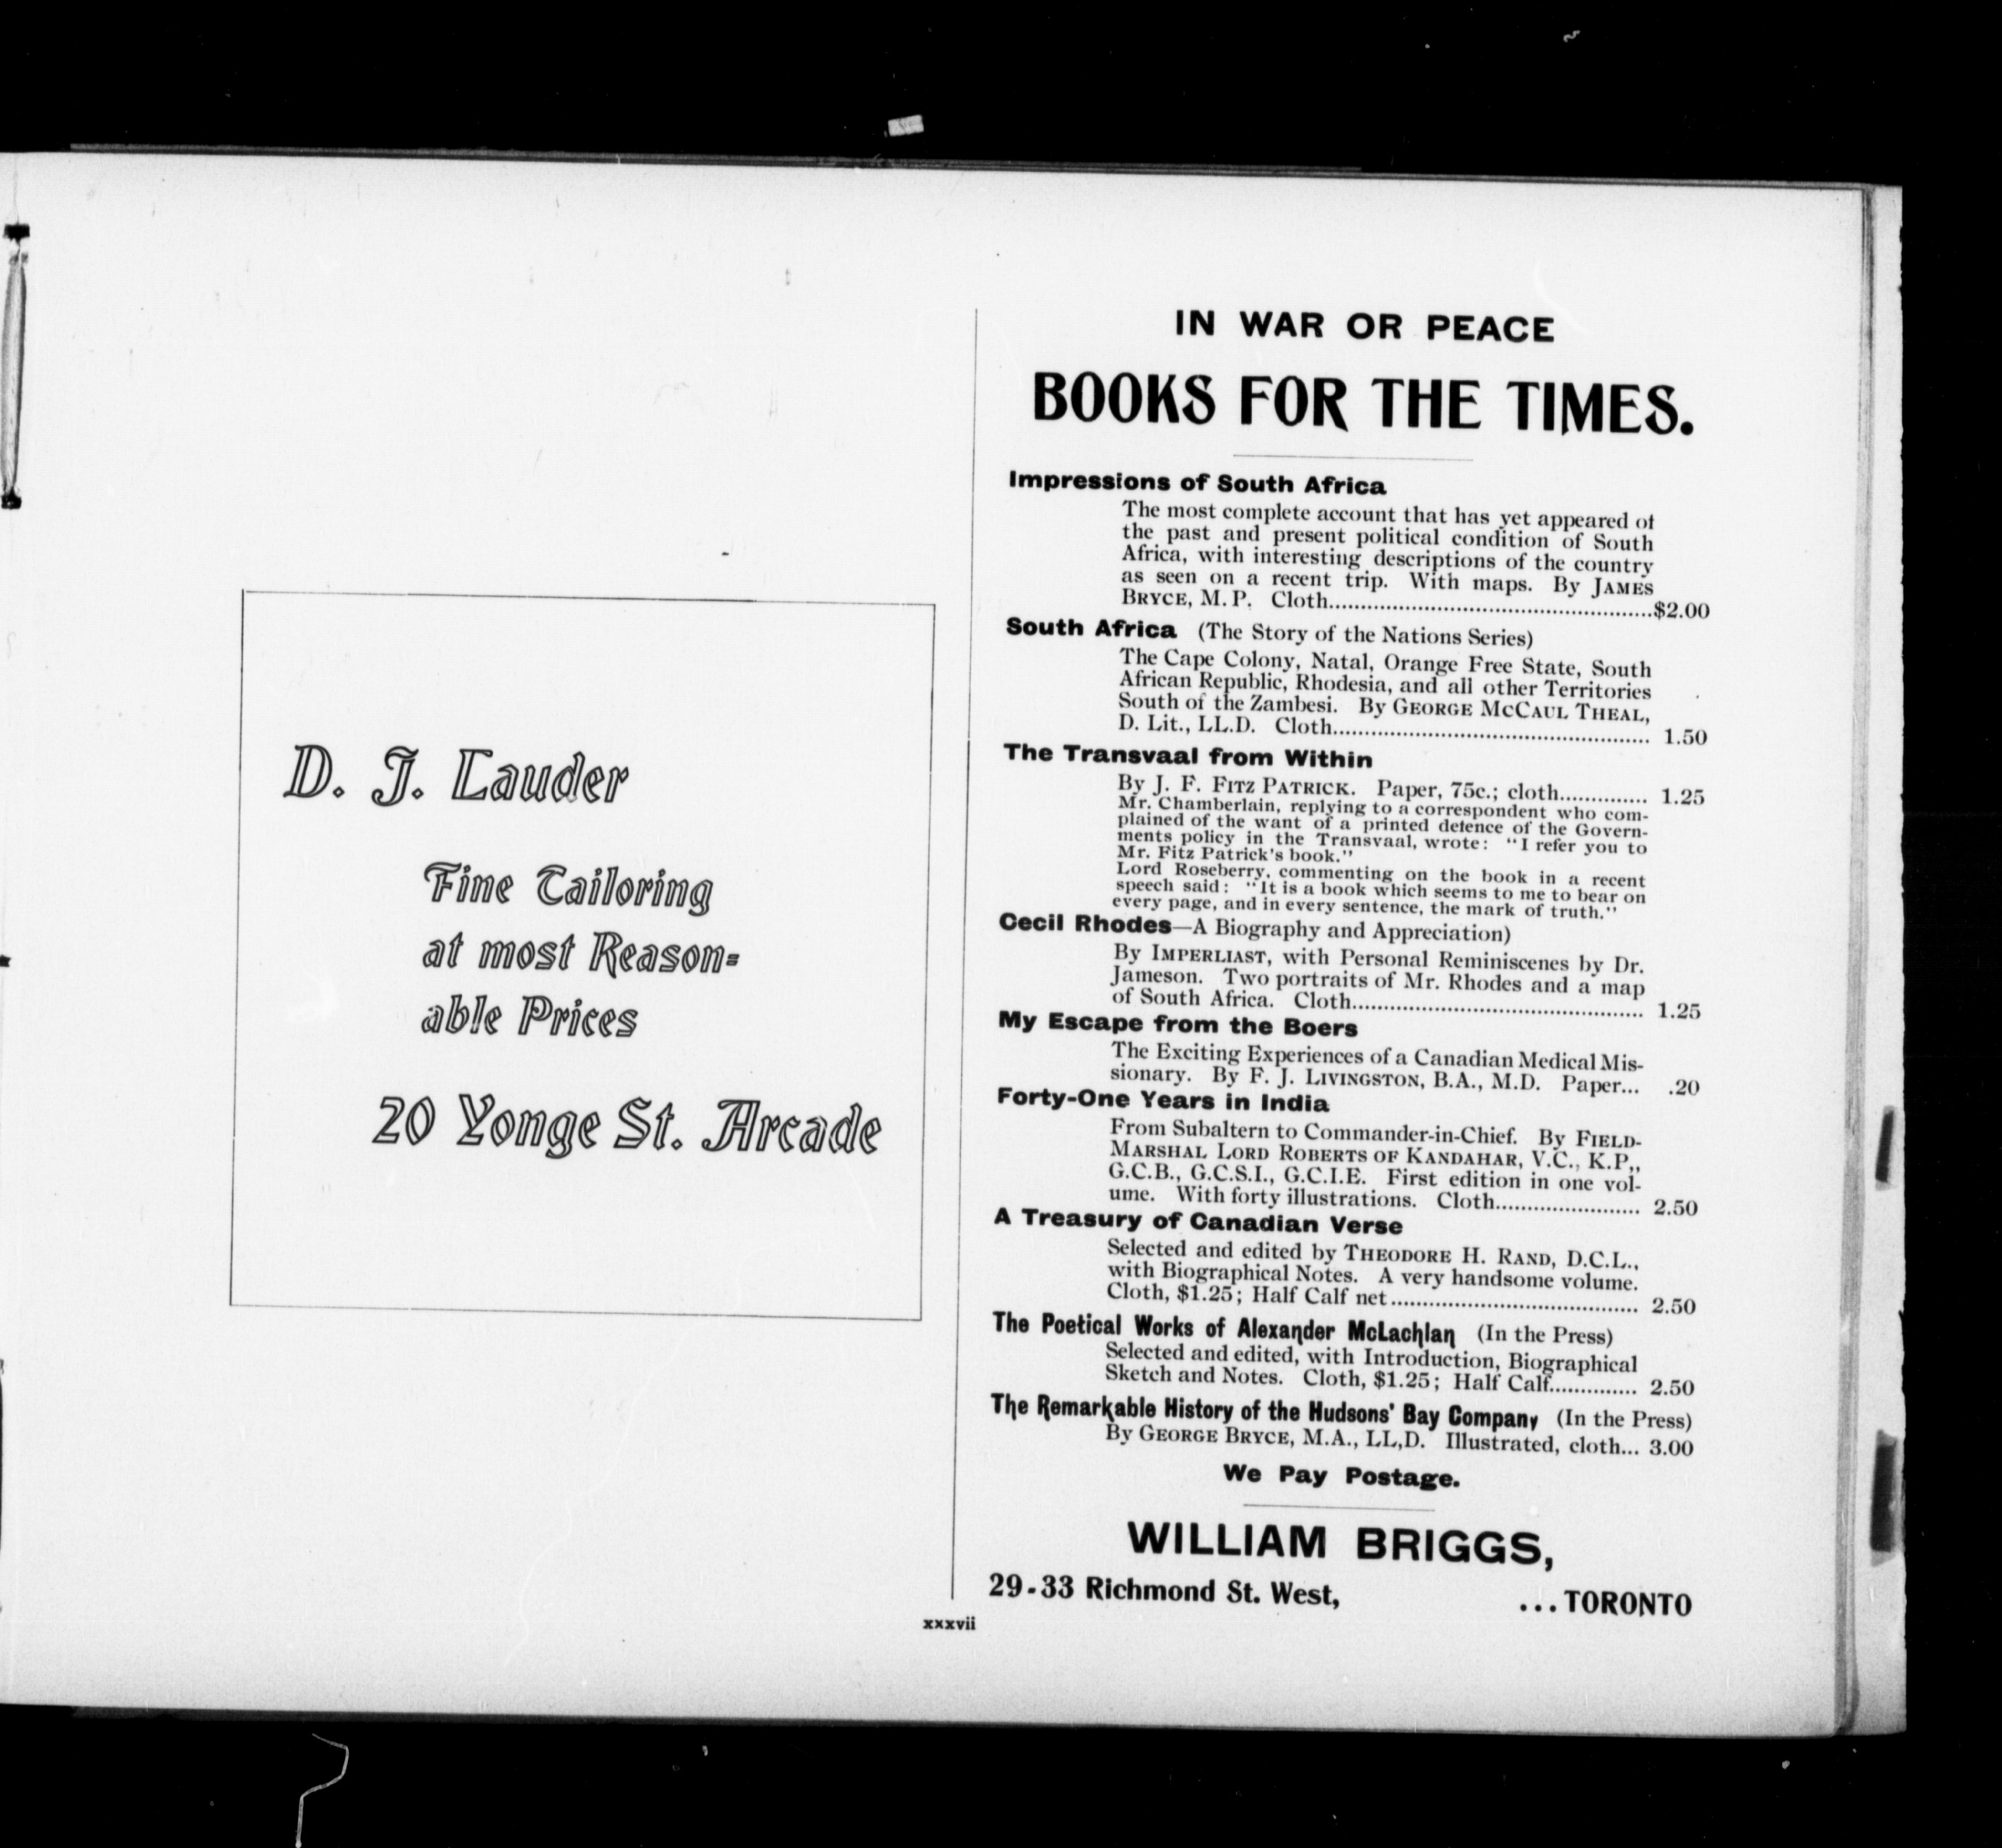 D. J. Lauder
Fine Tailoring
at most Reason-
able Prices
20 Yonge St. Arcade
IN WAR OR PEACE
BOOKS FOR THE TIMES.
Impressions of South Africa
The most complete account that has yet appeared of
the past and present political condition of South
Africa, with interesting descriptions of the country
as seen on a recent trip. With maps. By JAMES
BRYCE, M.P. Cloth..................................................$2.00
South Africa (The Story of the Nations Series)
The Cape Colony, Natal, Orange Free State, South
African Republic, Rhodesia, and all other Territories
South of the Zambesi. By GEORGE MCCAUL THEAL,
D. Lit., LL.D. Cloth.................................................. 1.50
The Transvaal from Within
By J. F. FITZ PATRICK. Paper, 75c.; cloth.............. 1.25
Mr. Chamberlain, replying to a correspondent who com-
plained of the want of a printed defence of the Govern-
ments policy in the Transvaal, wrote: "I refer you to
Mr. Fitz Patrick's book."
Lord Roseberry, commenting on the book in a recent
speech said: "It is a book which seems to me to bear on
every page, and in every sentence, the mark of truth."
Cecil Rhodes—A Biography and Appreciation)
By IMPERLIAST, with Personal Reminiscenes by Dr.
Jameson. Two portraits of Mr. Rhodes and a map
of South Africa. Cloth.............................................. 1.25
My Escape from the Boers
The Exciting Experiences of a Canadian Medical Mis-
sionary. By F. J. LIVINGSTON, B.A., M.D. Paper... .20
Forty-One Years in India
From Subaltern to Commander-in-Chief. By FIELD-
MARSHAL LORD ROBERTS OF KANDAHAR, V.C., K.P.,
G.C.B., G.C.S.I., G.C.I.E. First edition in one vol-
ume. With forty illustrations. Cloth....................... 2.50
A Treasury of Canadian Verse
Selected and edited by THEODORE H. RAND, D.C.L.,
with Biographical Notes. A very handsome volume.
Cloth, $1.25; Half Calf net....................................... 2.50
The Poetical Works of Alexander McLachlan (In the Press)
Selected and edited, with Introduction, Biographical
Sketch and Notes. Cloth, $1.25; Half Calf.............. 2.50
The Remarkable History of the Hudsons' Bay Company (In the Press)
By GEORGE BRYCE, M.A., LL,D. Illustrated, cloth... 3.00
We Pay Postage.
WILLIAM BRIGGS,
29-33 Richmond St. West, ...TORONTO
xxxvii